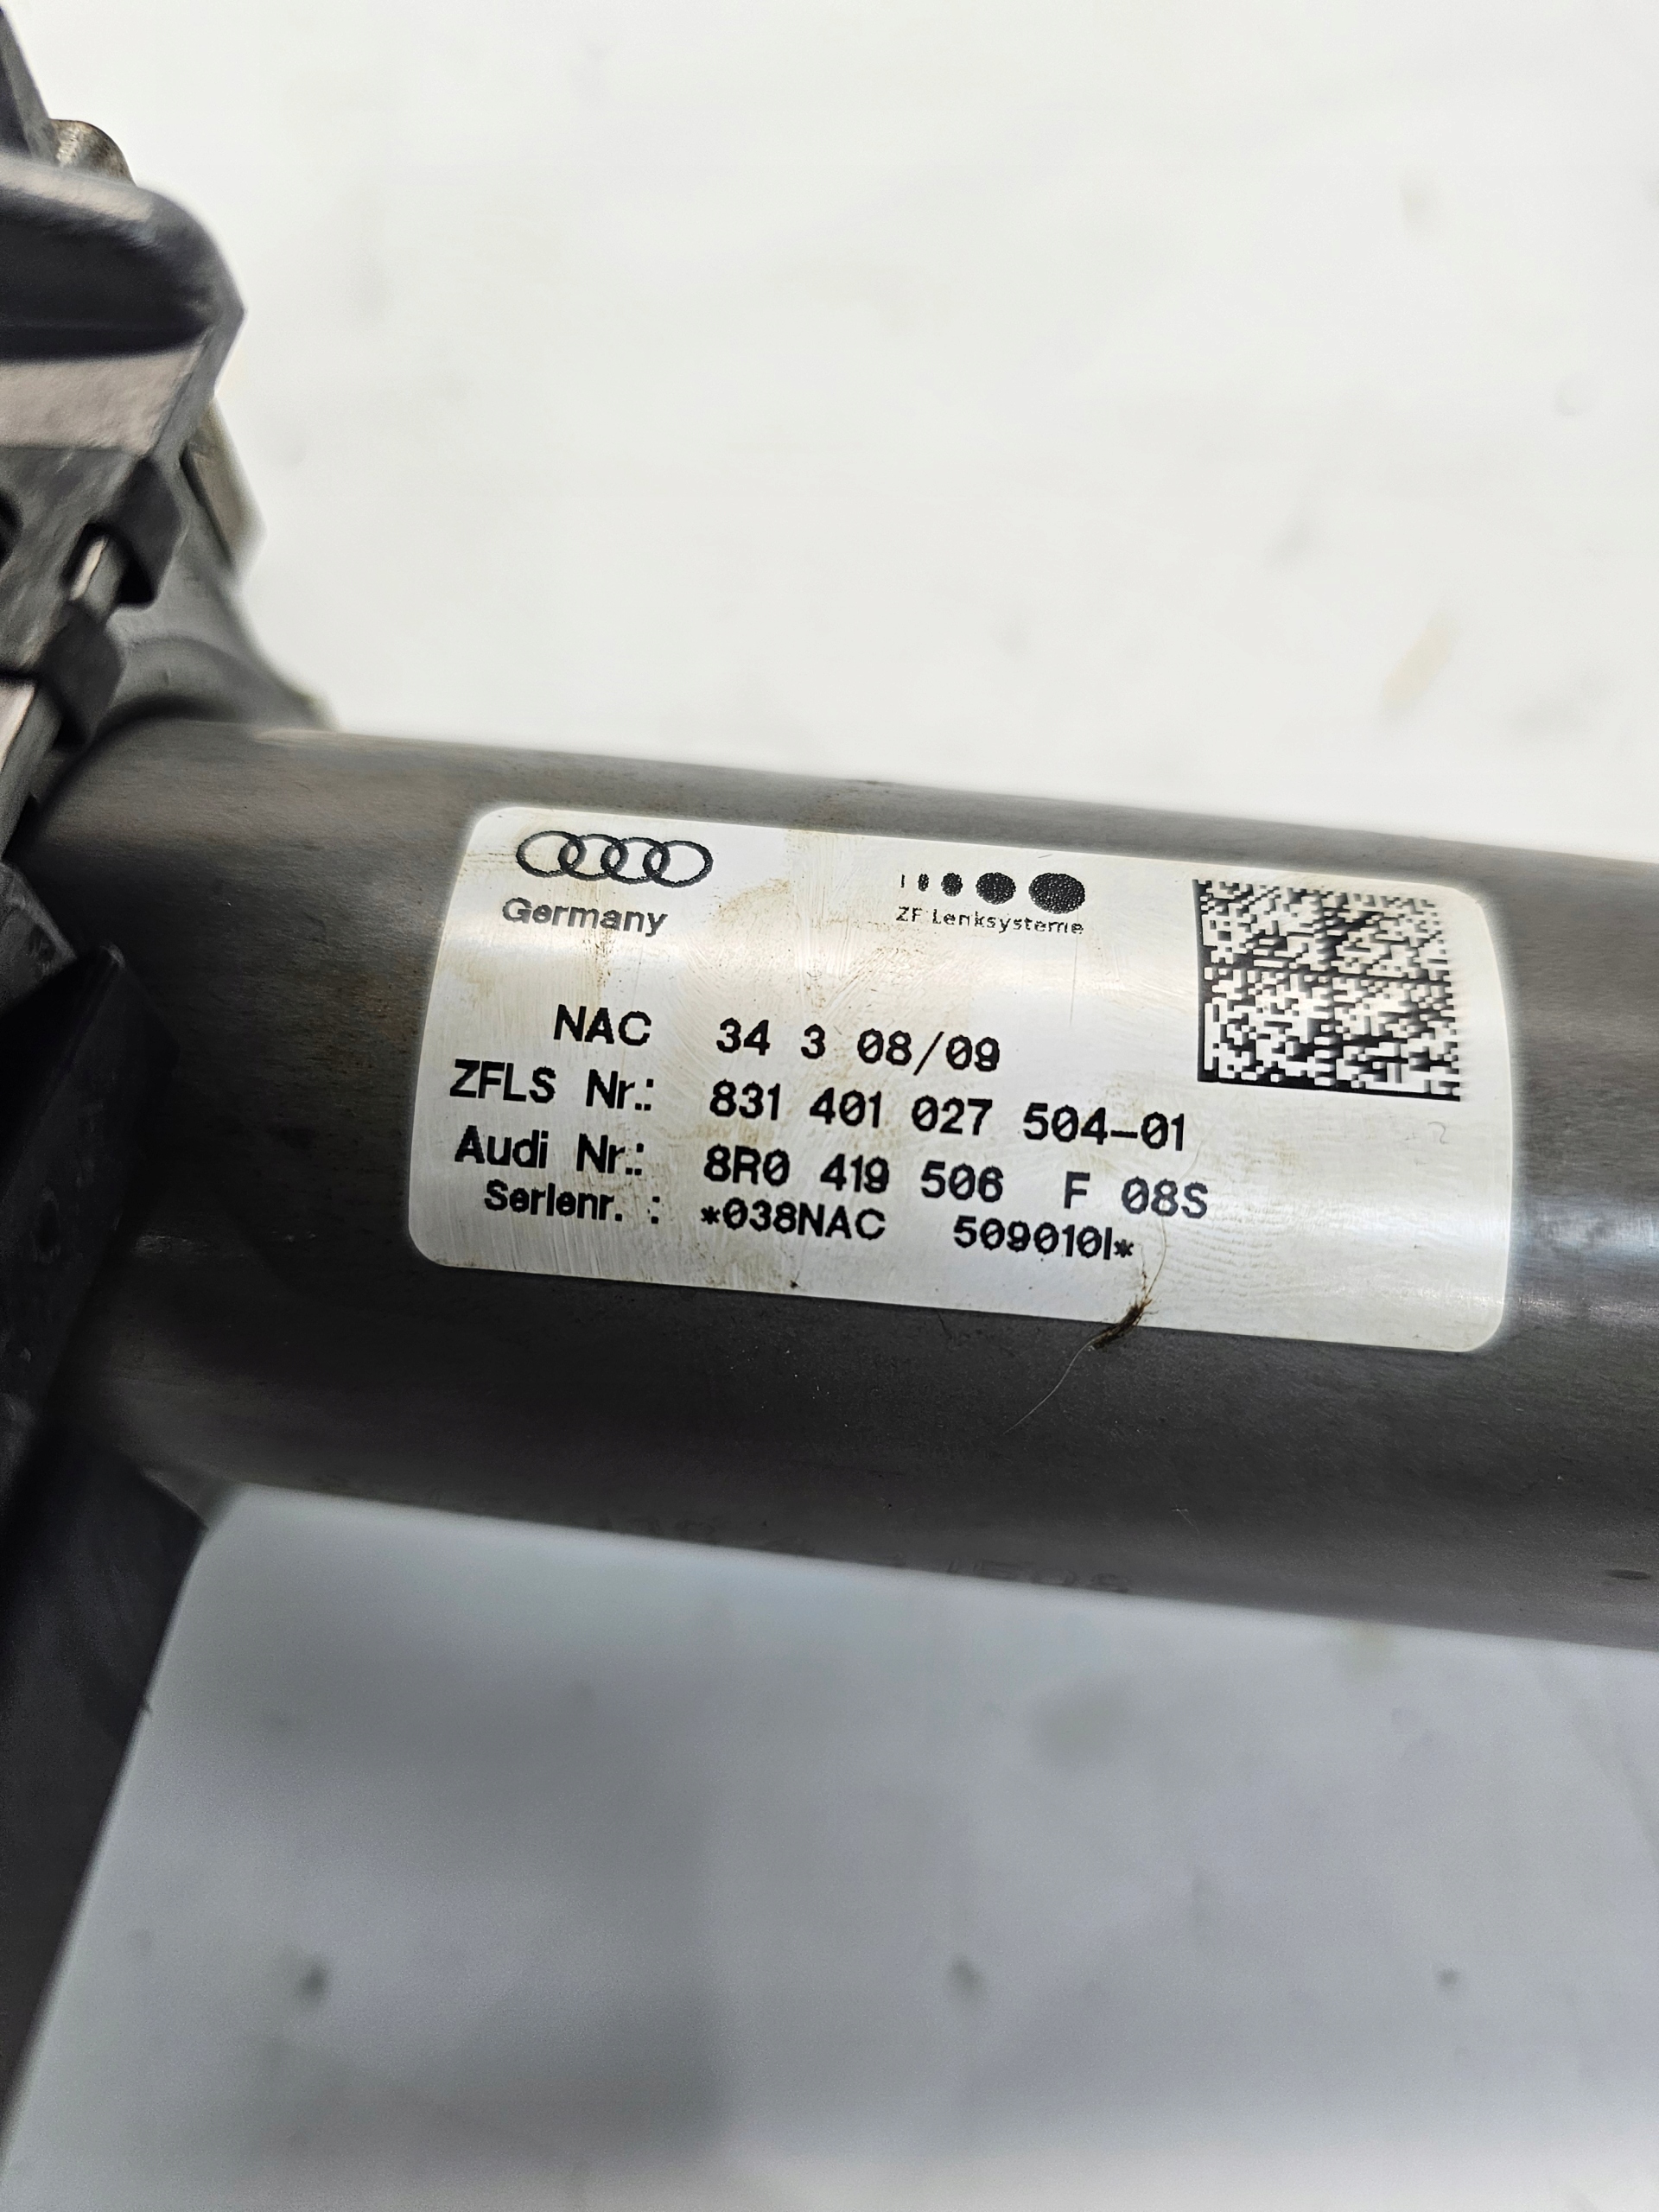 Germany
ZF Lenksysteme
NAC 34 3 08/09
ZFLS Nr.: 831 401 027 504-01
Audi Nr.: 8R0 419 506 F 08S
Serienr. : *038NAC 509010I*